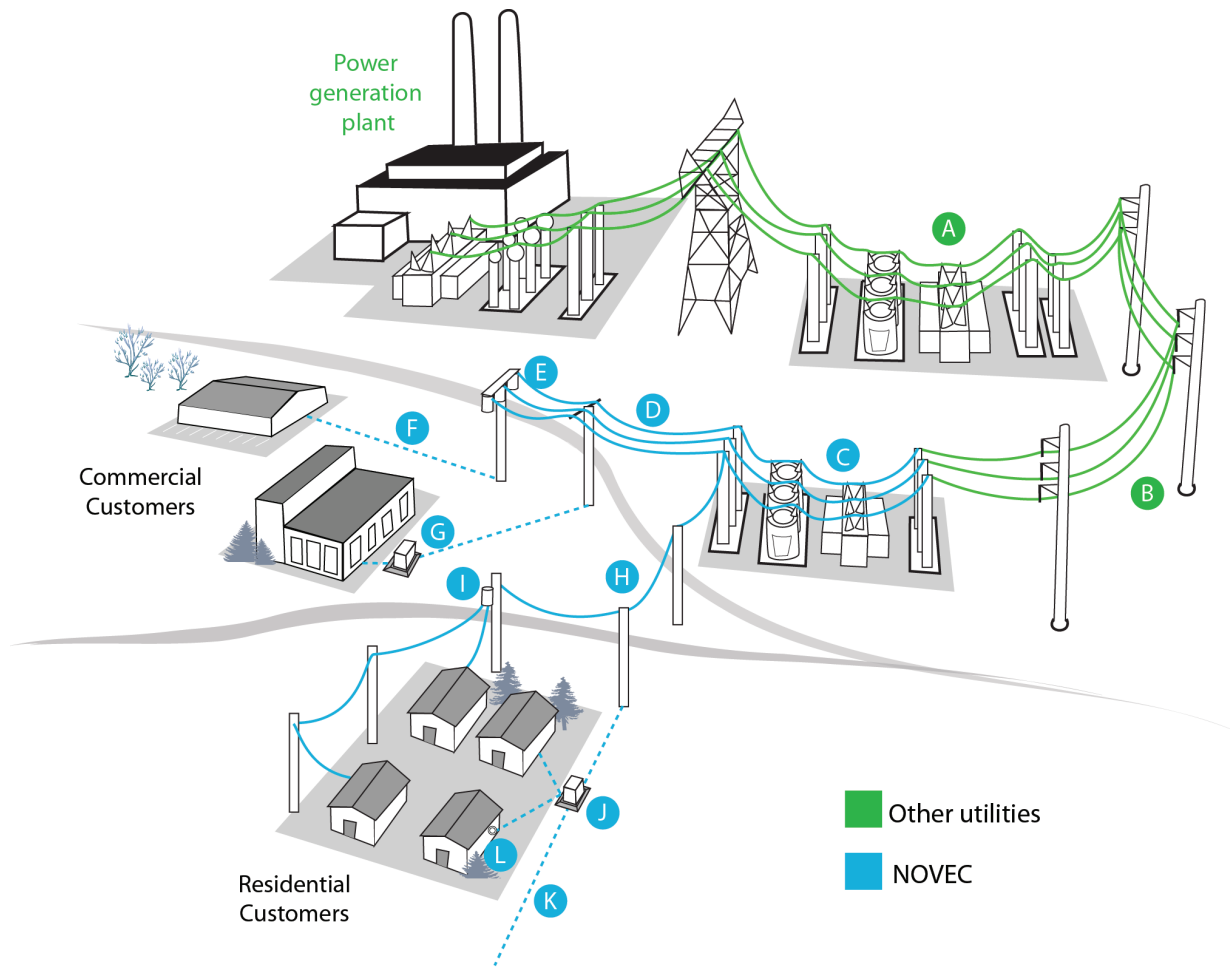 Power
generation
plant
A
E
D
F
C
B
Commercial
Customers
G
I
H
J
L
K
Residential
Customers
Other utilities
NOVEC